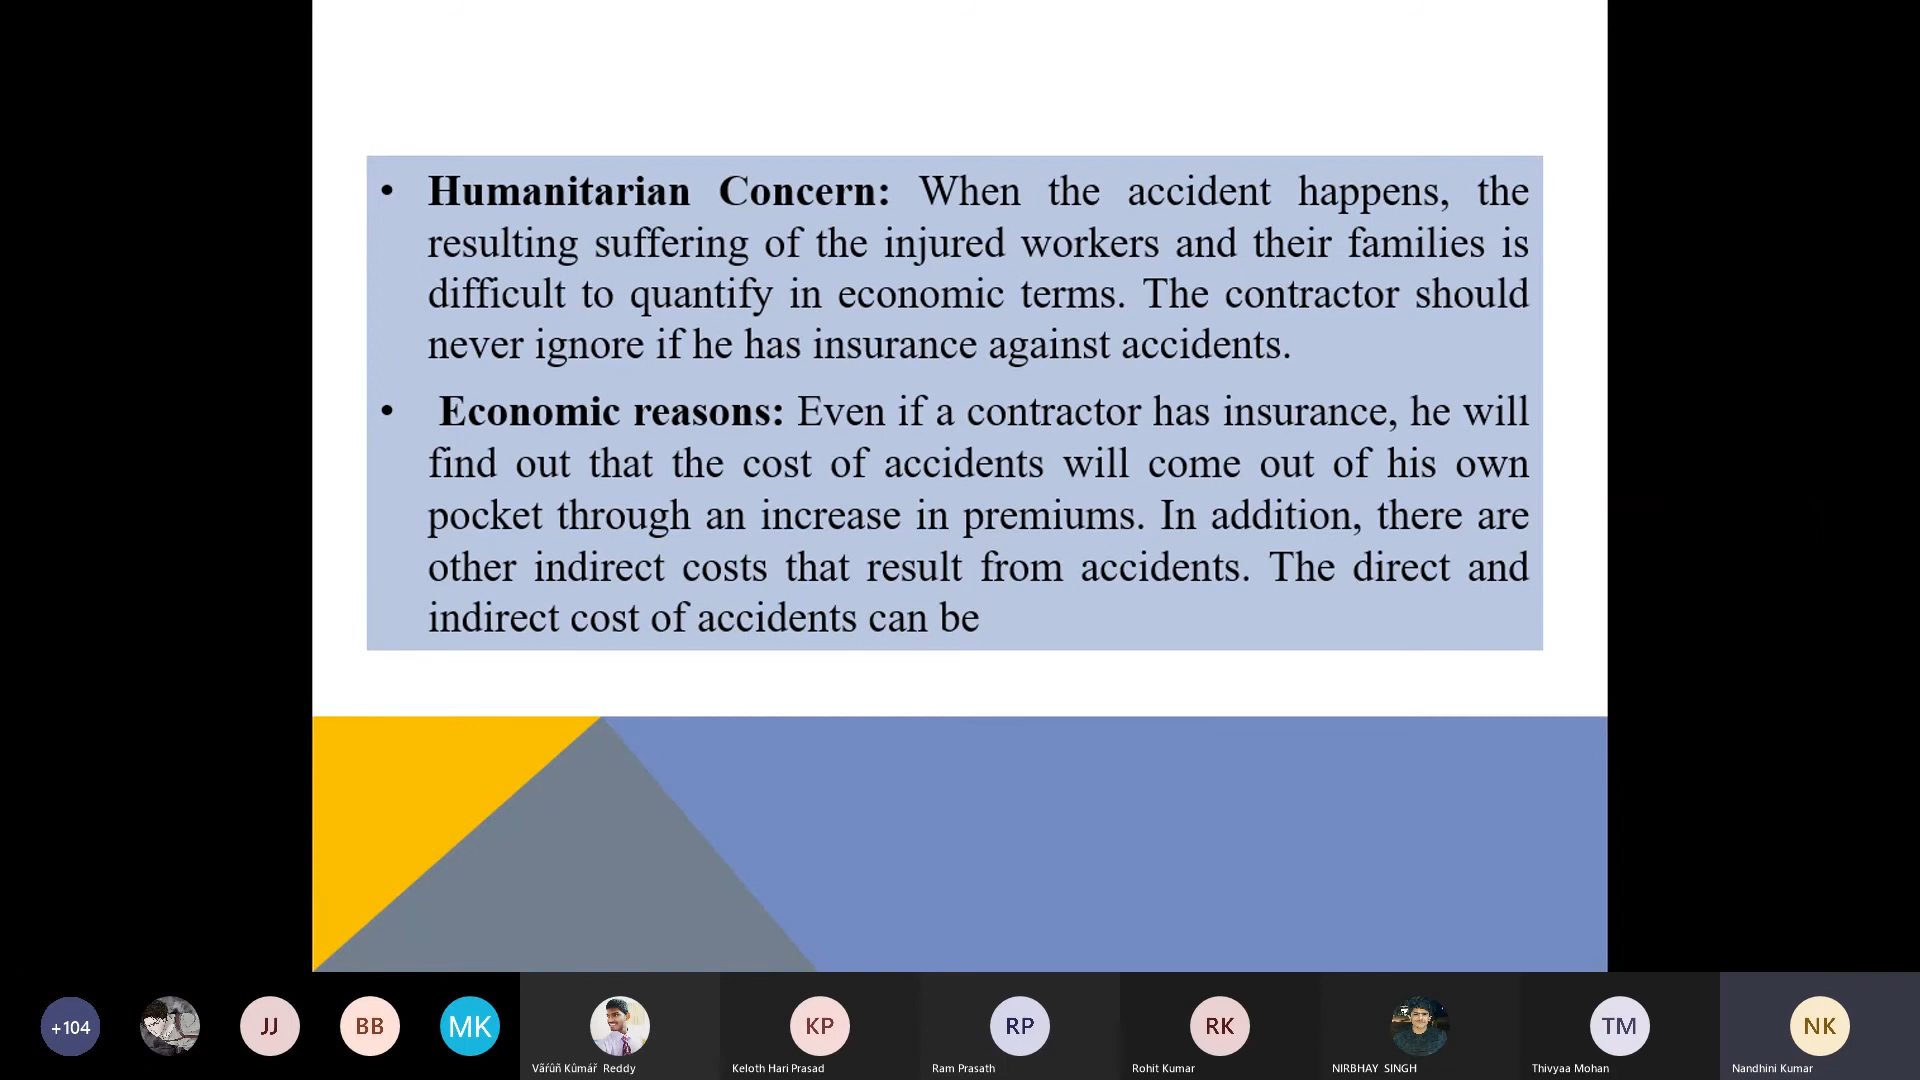 • Humanitarian Concern: When the accident happens, the
resulting suffering of the injured workers and their families is
difficult to quantify in economic terms. The contractor should
never ignore if he has insurance against accidents.
• Economic reasons: Even if a contractor has insurance, he will
find out that the cost of accidents will come out of his own
pocket through an increase in premiums. In addition, there are
other indirect costs that result from accidents. The direct and
indirect cost of accidents can be
+104
JJ
BB
MK
KP
RP
RK
TM
NK
Vãřûñ Kûmář Reddy
Keloth Hari Prasad
Ram Prasath
Rohit Kumar
NIRBHAY SINGH
Thivyaa Mohan
Nandhini Kumar